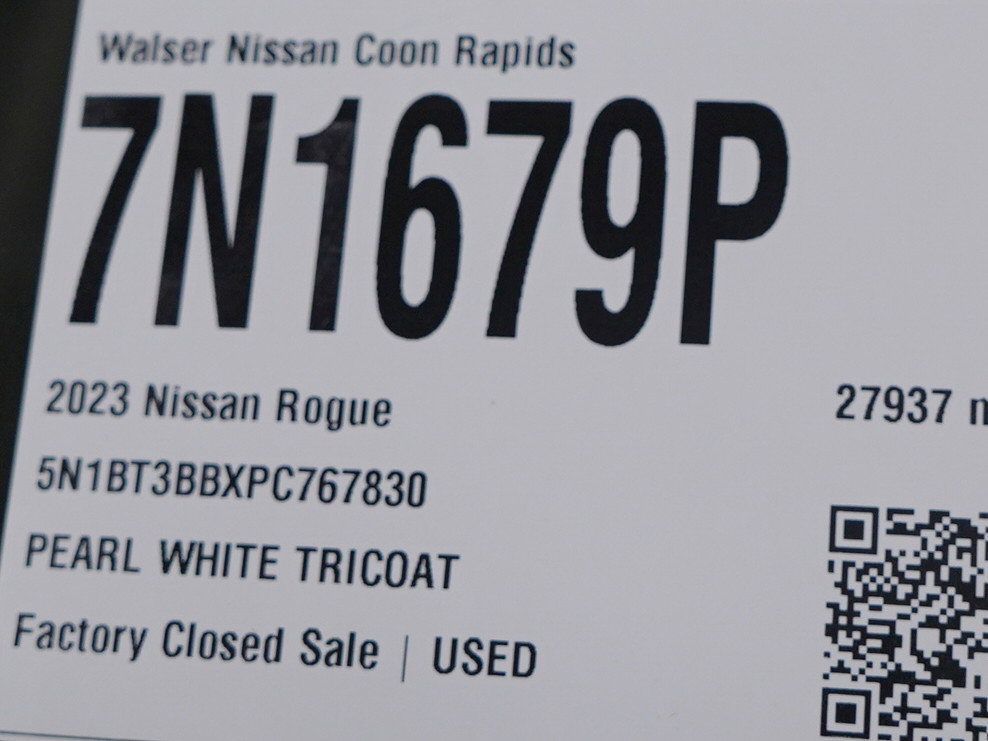 Walser Nissan Coon Rapids
7N1679P
2023 Nissan Rogue
27937
5N1BT3BBXPC767830
PEARL WHITE TRICOAT
Factory Closed Sale | USED